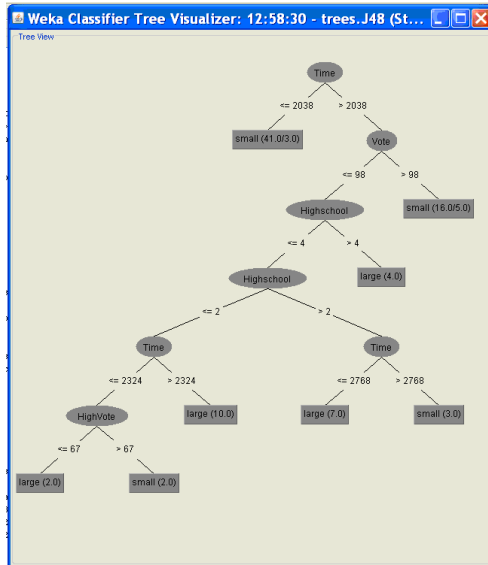 Weka Classifier Tree Visualizer: 12:58:30 - trees.J48 (St...
Tree View
Time
<= 2038 > 2038
small (41.0/3.0) Vote
<= 98 > 98
Highschool small (16.0/5.0)
<= 4 > 4
Highschool large (4.0)
<= 2 > 2
Time Time
<= 2324 > 2324 <= 2768 > 2768
HighVote large (10.0) large (7.0) small (3.0)
<= 67 > 67
large (2.0) small (2.0)